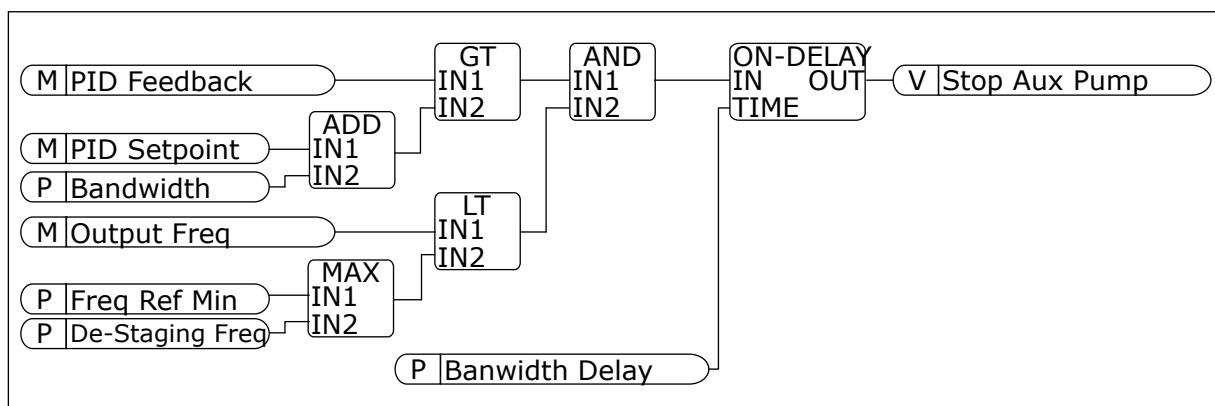 GT
AND
ON-DELAY
M PID Feedback
IN1
IN1
IN OUT
V Stop Aux Pump
IN2
IN2
TIME
ADD
M PID Setpoint
IN1
P Bandwidth
IN2
LT
M Output Freq
IN1
IN2
MAX
P Freq Ref Min
IN1
P De-Staging Freq
IN2
P Banwidth Delay